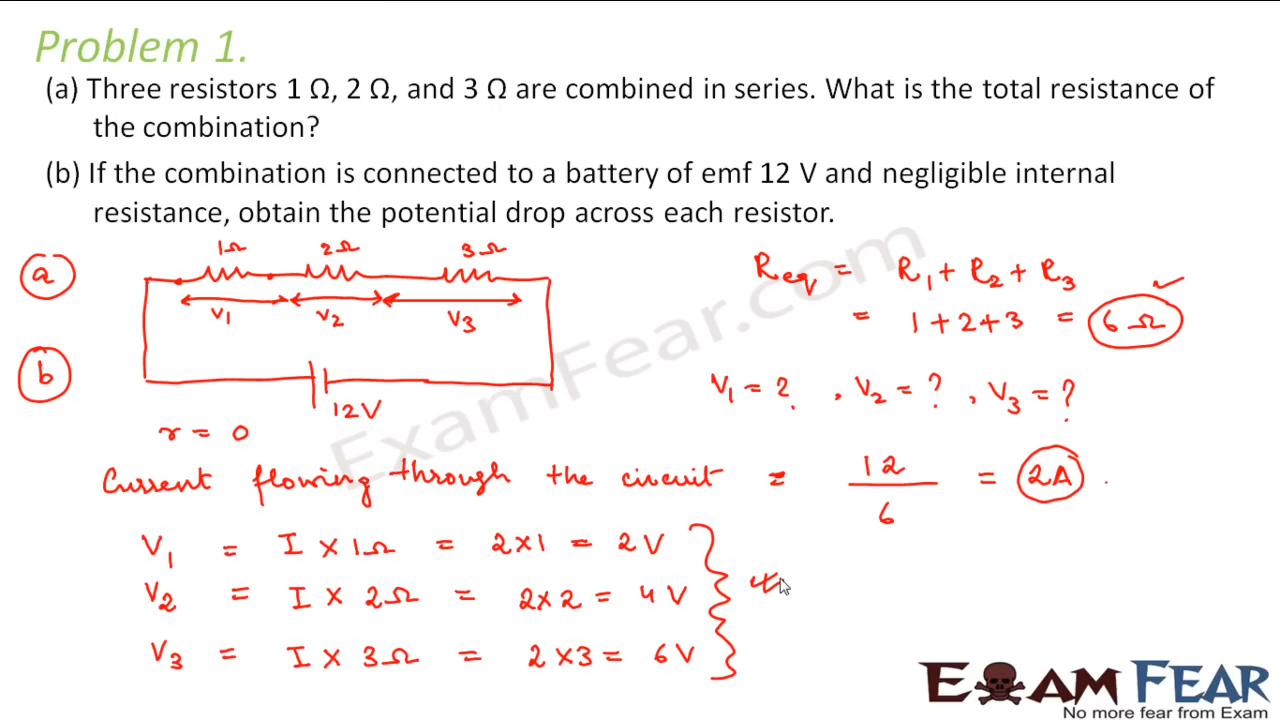 Problem 1.
(a) Three resistors 1 Ω, 2 Ω, and 3 Ω are combined in series. What is the total resistance of
the combination?
(b) If the combination is connected to a battery of emf 12 V and negligible internal
resistance, obtain the potential drop across each resistor.
a
1Ω 2Ω 3Ω
V1 V2 V3
Req = R1 + R2 + R3
= 1 + 2 + 3 = 6 Ω
b
12V
r = 0
V1 = ? , V2 = ? , V3 = ?
Current flowing through the circuit = 12 / 6 = 2A .
V1 = I × 1Ω = 2×1 = 2V
V2 = I × 2Ω = 2×2 = 4V
V3 = I × 3Ω = 2×3 = 6V
ExamFear.com
EXAM FEAR
No more fear from Exam